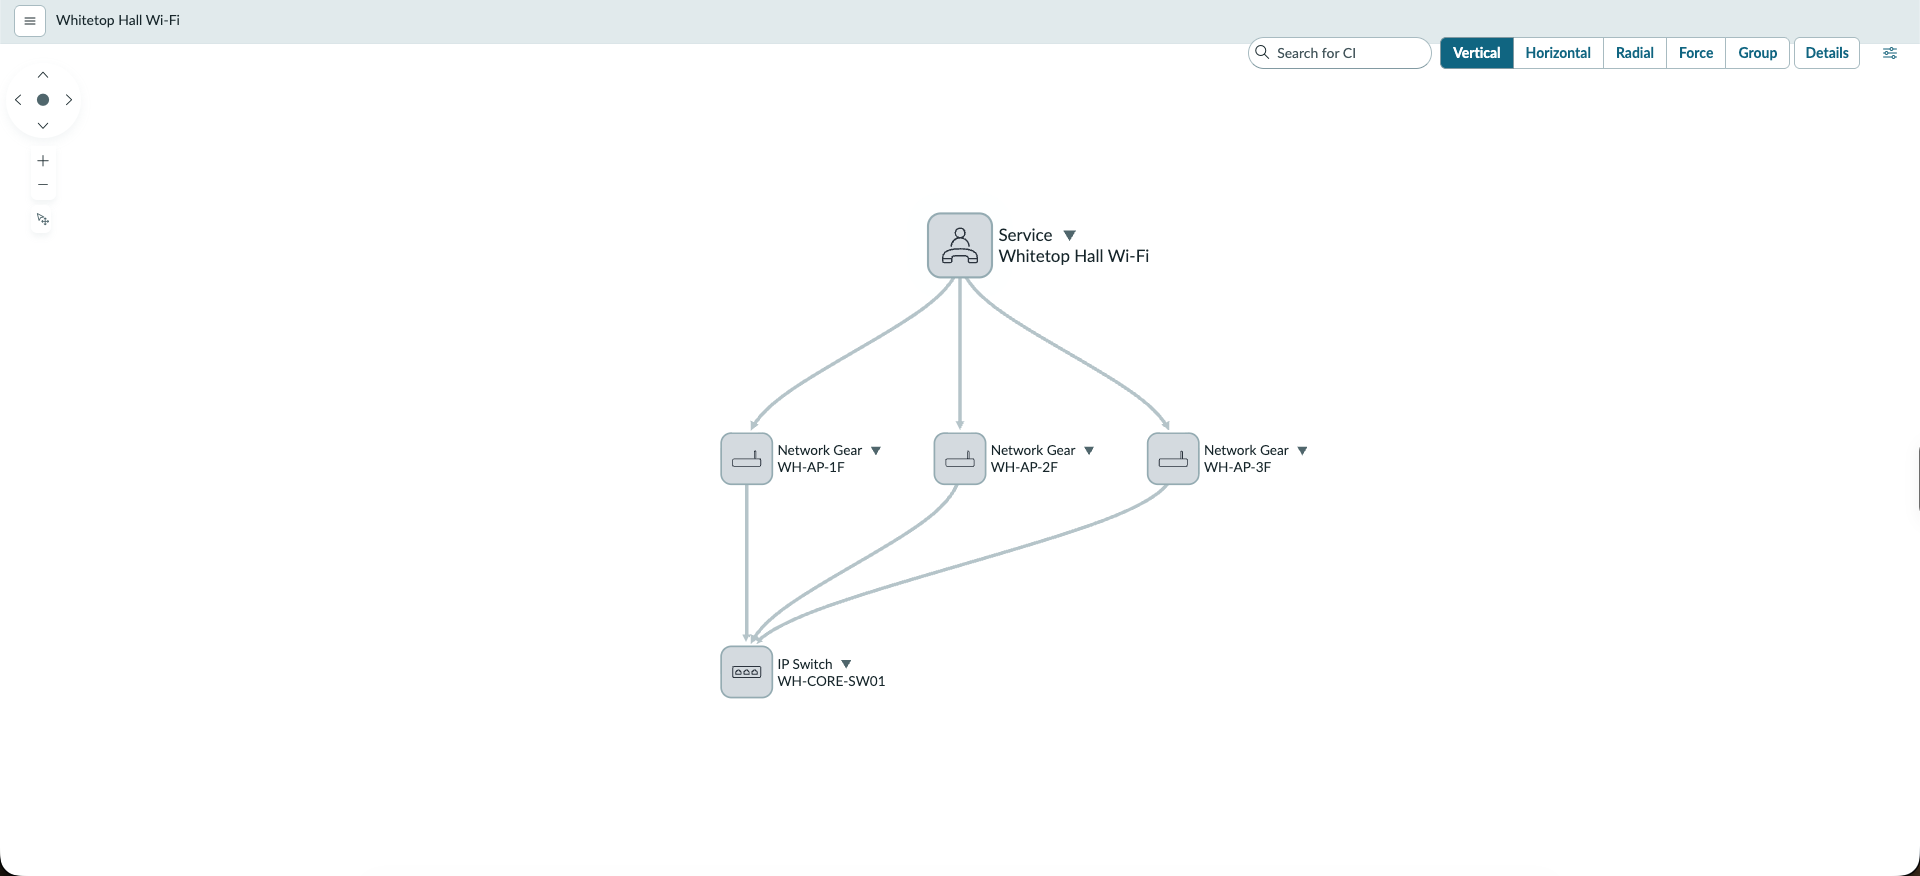 Whitetop Hall Wi-Fi
Search for CI
Vertical
Horizontal
Radial
Force
Group
Details
Service
Whitetop Hall Wi-Fi
Network Gear
WH-AP-1F
Network Gear
WH-AP-2F
Network Gear
WH-AP-3F
IP Switch
WH-CORE-SW01